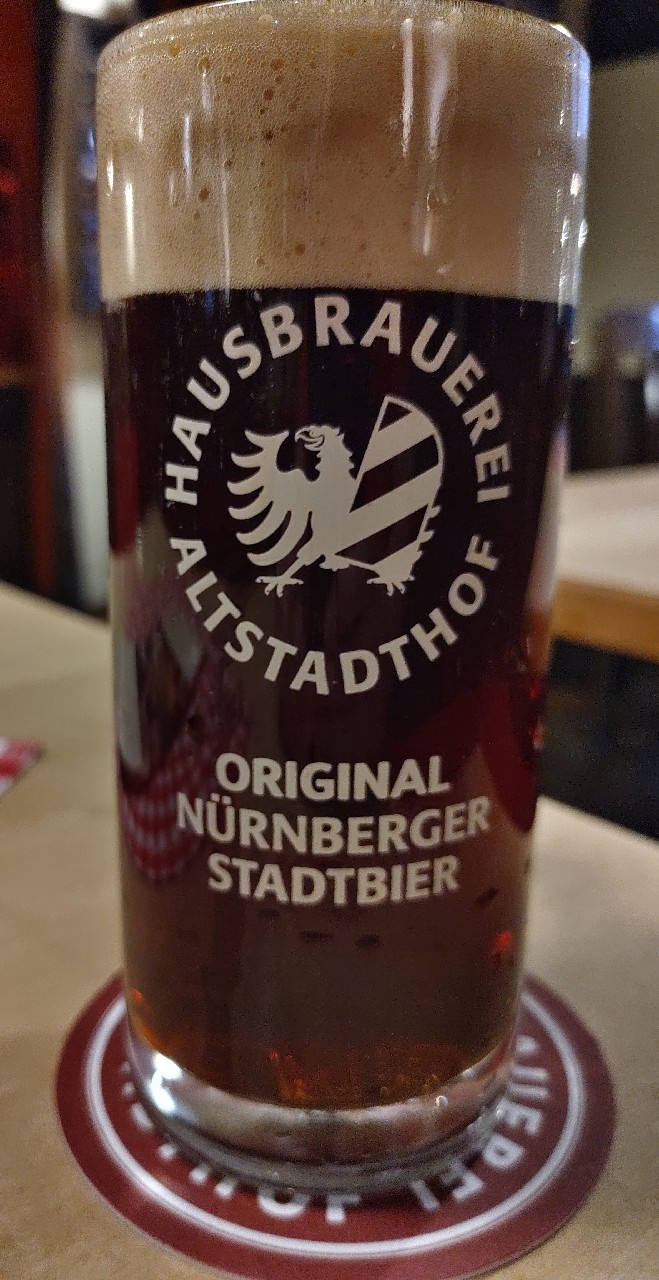 HAUSBRAUEREI
ALTSTADTHOF
ORIGINAL
NÜRNBERGER
STADTBIER